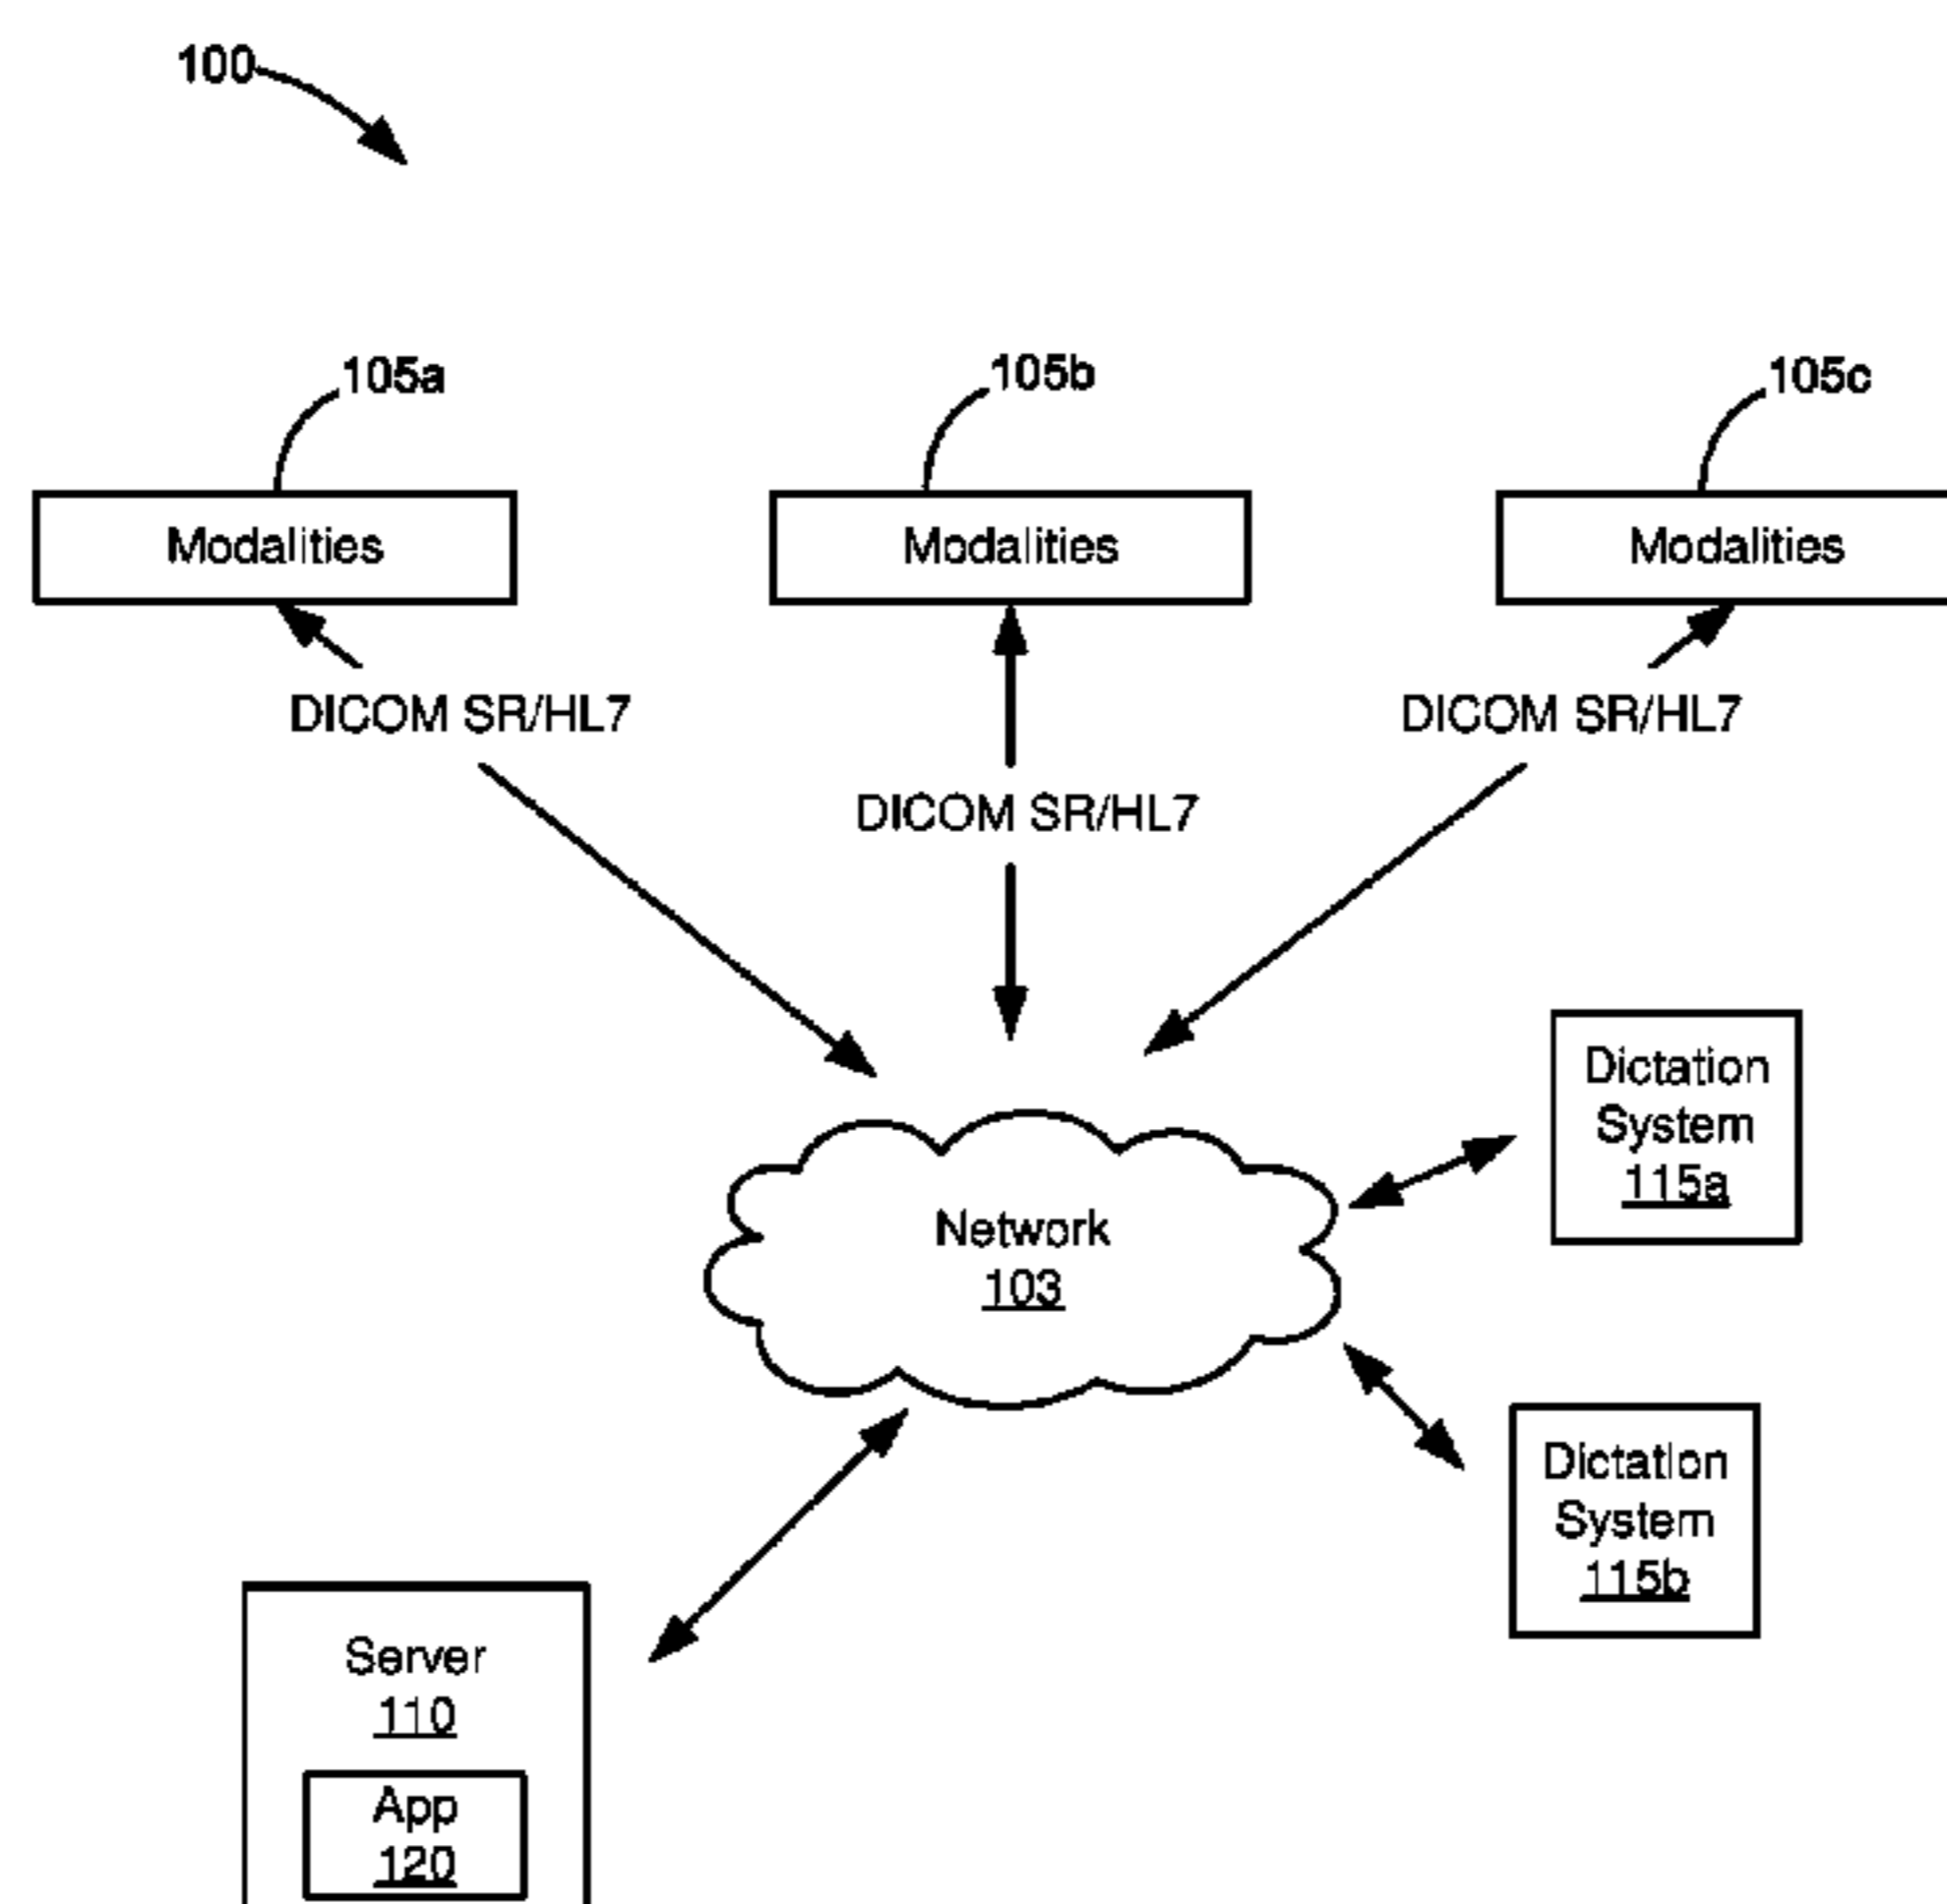 100
105a
105b
105c
Modalities
Modalities
Modalities
DICOM SR/HL7
DICOM SR/HL7
DICOM SR/HL7
Dictation
System
115a
Network
103
Dictation
System
115b
Server
110
App
120